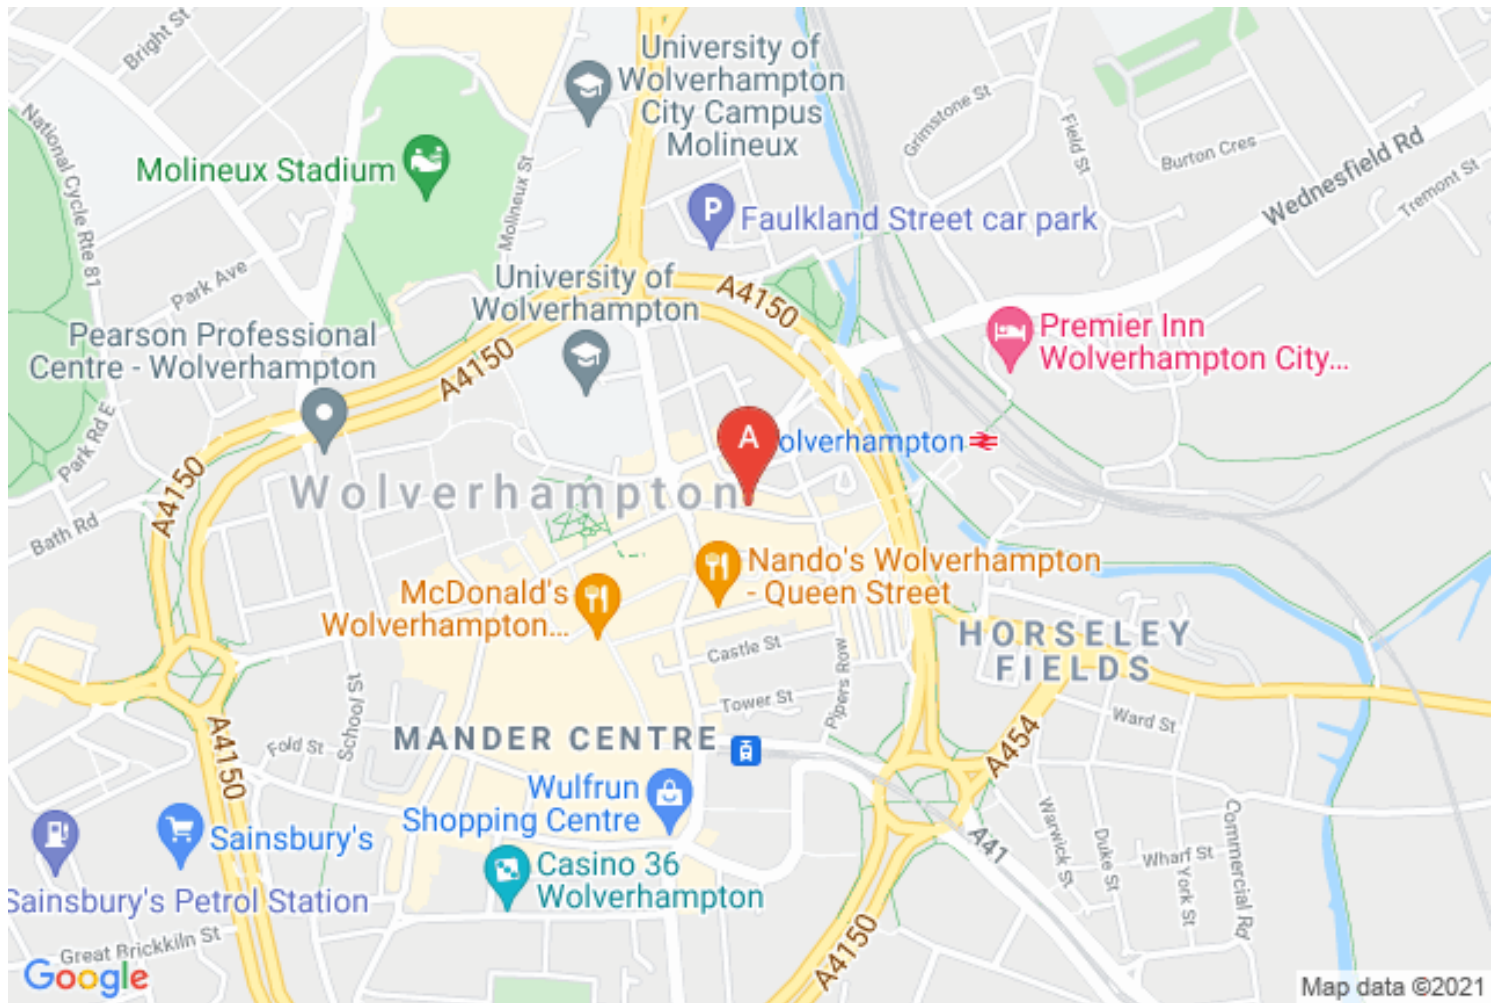 Bright St
University of
Wolverhampton
City Campus
Molineux
Grimstone St
Field St
Burton Cres
Wednesfield Rd
Tremont St
National Cycle Rte 81
Molineux Stadium
Molineux St
P
Faulkland Street car park
Park Ave
University of
Wolverhampton
A4150
Pearson Professional
Centre - Wolverhampton
A4150
Premier Inn
Wolverhampton City...
Park Rd E
A
olverhampton
A4150
Wolverhampton
Bath Rd
McDonald's
Wolverhampton...
Nando's Wolverhampton
- Queen Street
HORSELEY
FIELDS
Castle St
Pipers Row
Tower St
School St
Fold St
MANDER CENTRE
Ward St
A454
A4150
Wulfrun
Shopping Centre
Sainsbury's
Casino 36
Wolverhampton
A41
Warwick St
Duke St
Wharf St
York St
Commercial Rd
Sainsbury's Petrol Station
Great Brickkiln St
A4150
Google
Map data ©2021